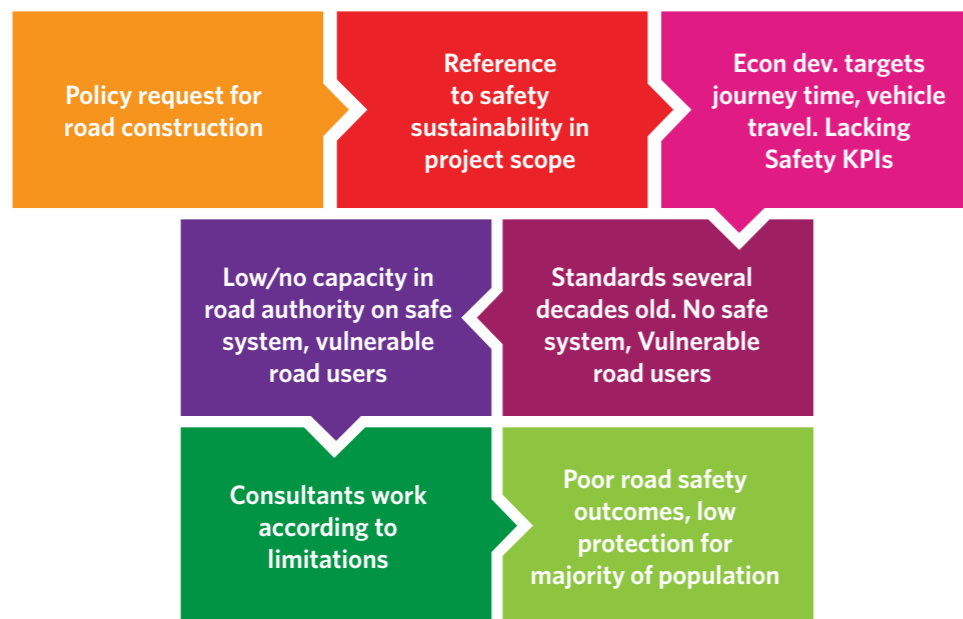 Policy request for
road construction
Reference
to safety
sustainability in
project scope
Econ dev. targets
journey time, vehicle
travel. Lacking
Safety KPIs
Standards several
decades old. No safe
system, Vulnerable
road users
Low/no capacity in
road authority on safe
system, vulnerable
road users
Consultants work
according to
limitations
Poor road safety
outcomes, low
protection for
majority of population